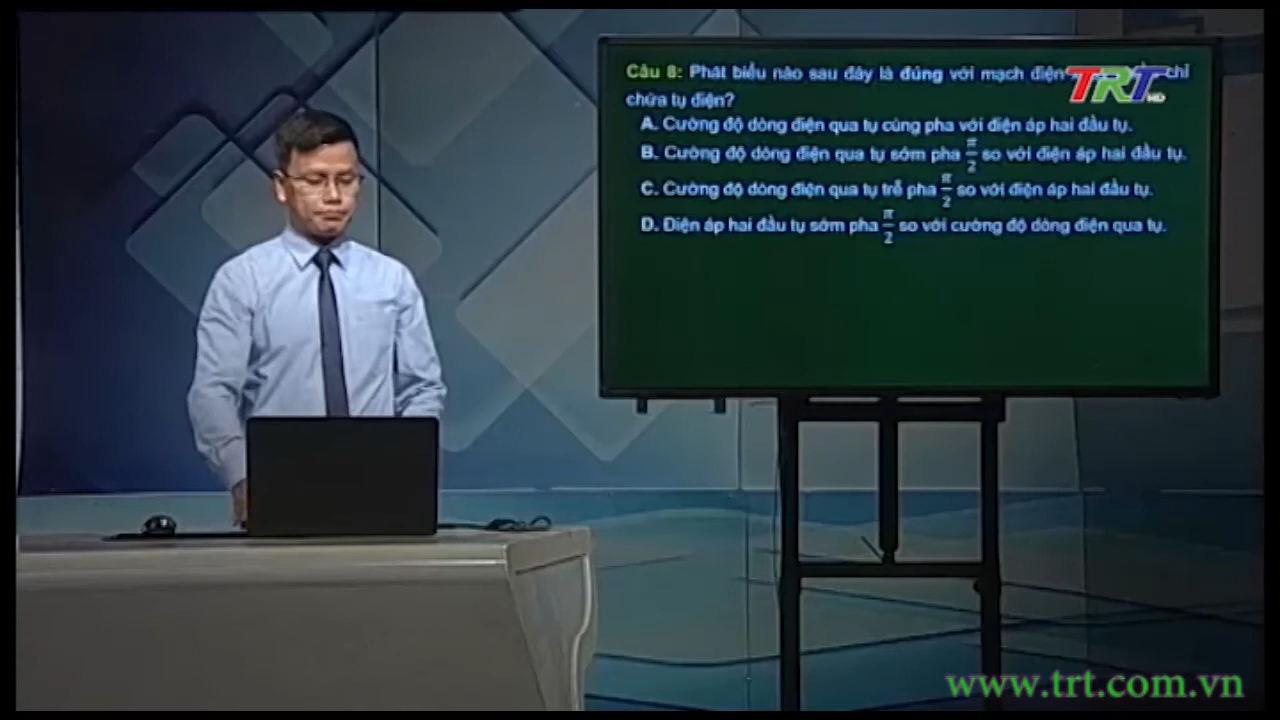 Câu 8: Phát biểu nào sau đây là đúng với mạch điện chỉ
TRT HD
chứa tụ điện?
A. Cường độ dòng điện qua tụ cùng pha với điện áp hai đầu tụ.
B. Cường độ dòng điện qua tụ sớm pha π/2 so với điện áp hai đầu tụ.
C. Cường độ dòng điện qua tụ trễ pha π/2 so với điện áp hai đầu tụ.
D. Điện áp hai đầu tụ sớm pha π/2 so với cường độ dòng điện qua tụ.
www.trt.com.vn